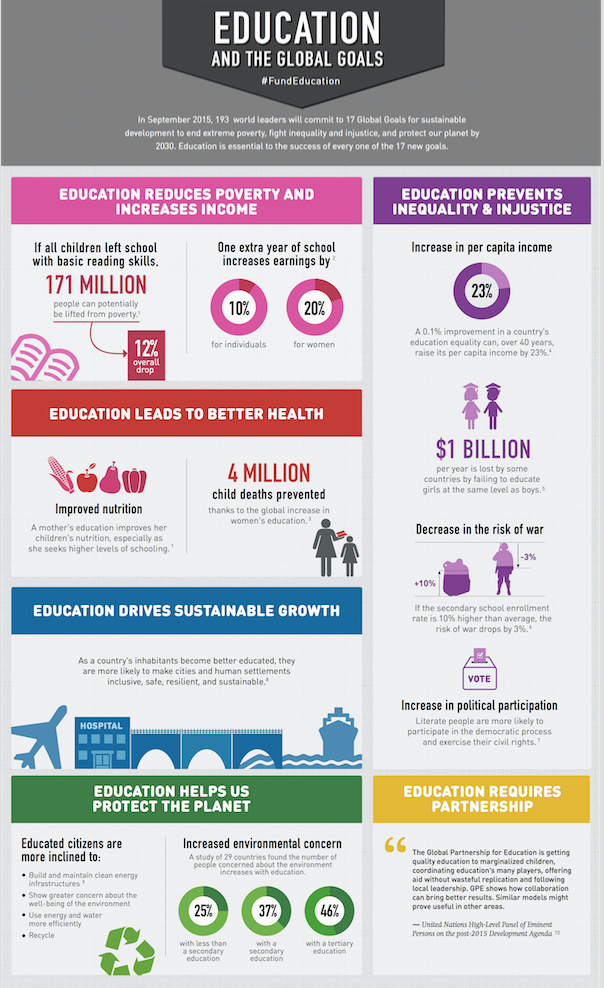 EDUCATION
AND THE GLOBAL GOALS
#FundEducation
In September 2015, 193 world leaders will commit to 17 Global Goals for sustainable
development to end extreme poverty, fight inequality and injustice, and protect our planet by
2030. Education is essential to the success of every one of the 17 new goals.
EDUCATION REDUCES POVERTY AND
INCREASES INCOME
If all children left school
with basic reading skills,
171 MILLION
people can potentially
be lifted from poverty.¹
12%
overall
drop
One extra year of school
increases earnings by ²
10%
for individuals
20%
for women
EDUCATION LEADS TO BETTER HEALTH
Improved nutrition
A mother's education improves her
children's nutrition, especially as
she seeks higher levels of schooling. ¹
4 MILLION
child deaths prevented
thanks to the global increase in
women's education. ³
EDUCATION DRIVES SUSTAINABLE GROWTH
As a country's inhabitants become better educated, they
are more likely to make cities and human settlements
inclusive, safe, resilient, and sustainable.⁸
HOSPITAL
EDUCATION HELPS US
PROTECT THE PLANET
Educated citizens are
more inclined to:
• Build and maintain clean energy
infrastructures ⁹
• Show greater concern about the
well-being of the environment
• Use energy and water
more efficiently
• Recycle
Increased environmental concern
A study of 29 countries found the number of
people concerned about the environment
increases with education.
25%
with less than
a secondary
education
37%
with a
secondary
education
46%
with a tertiary
education
EDUCATION PREVENTS
INEQUALITY & INJUSTICE
Increase in per capita income
23%
A 0.1% improvement in a country's
education equality can, over 40 years,
raise its per capita income by 23%.⁴
$1 BILLION
per year is lost by some
countries by failing to educate
girls at the same level as boys.⁵
Decrease in the risk of war
+10%
-3%
If the secondary school enrollment
rate is 10% higher than average, the
risk of war drops by 3%.⁶
VOTE
Increase in political participation
Literate people are more likely to
participate in the democratic process
and exercise their civil rights. ⁷
EDUCATION REQUIRES
PARTNERSHIP
“
The Global Partnership for Education is getting
quality education to marginalized children,
coordinating education's many players, offering
aid without wasteful replication and following
local leadership. GPE shows how collaboration
can bring better results. Similar models might
prove useful in other areas.
— United Nations High-Level Panel of Eminent
Persons on the post-2015 Development Agenda ¹⁰